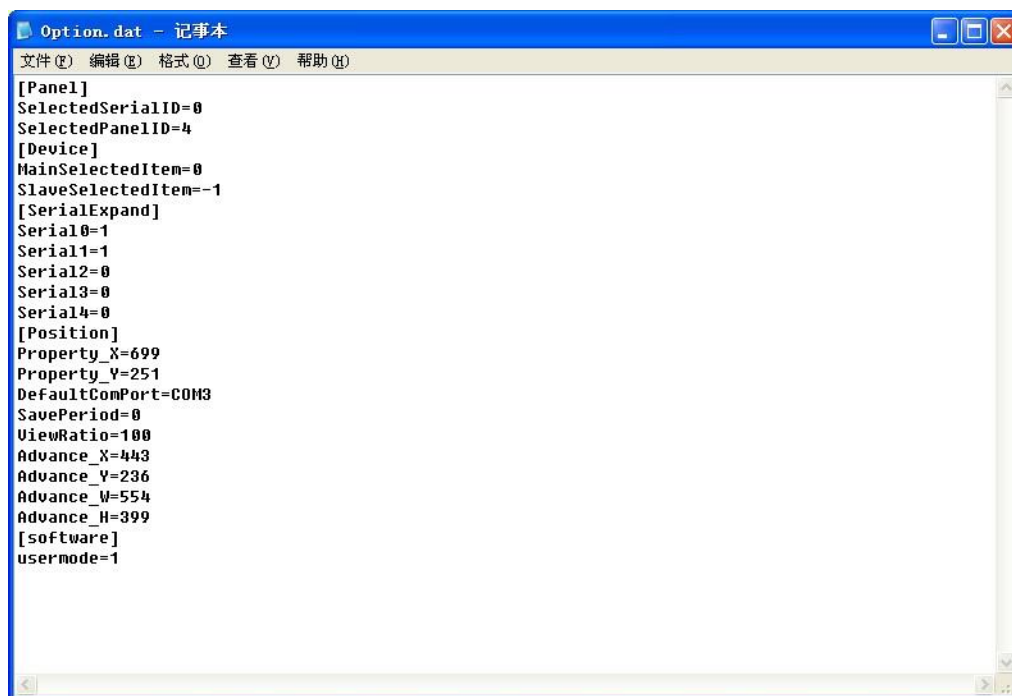 Option.dat - 记事本
文件(F) 编辑(E) 格式(O) 查看(V) 帮助(H)
[Panel]
SelectedSerialID=0
SelectedPanelID=4
[Device]
MainSelectedItem=0
SlaveSelectedItem=-1
[SerialExpand]
Serial0=1
Serial1=1
Serial2=0
Serial3=0
Serial4=0
[Position]
Property_X=699
Property_Y=251
DefaultComPort=COM3
SavePeriod=0
ViewRatio=100
Advance_X=443
Advance_Y=236
Advance_W=554
Advance_H=399
[software]
usermode=1